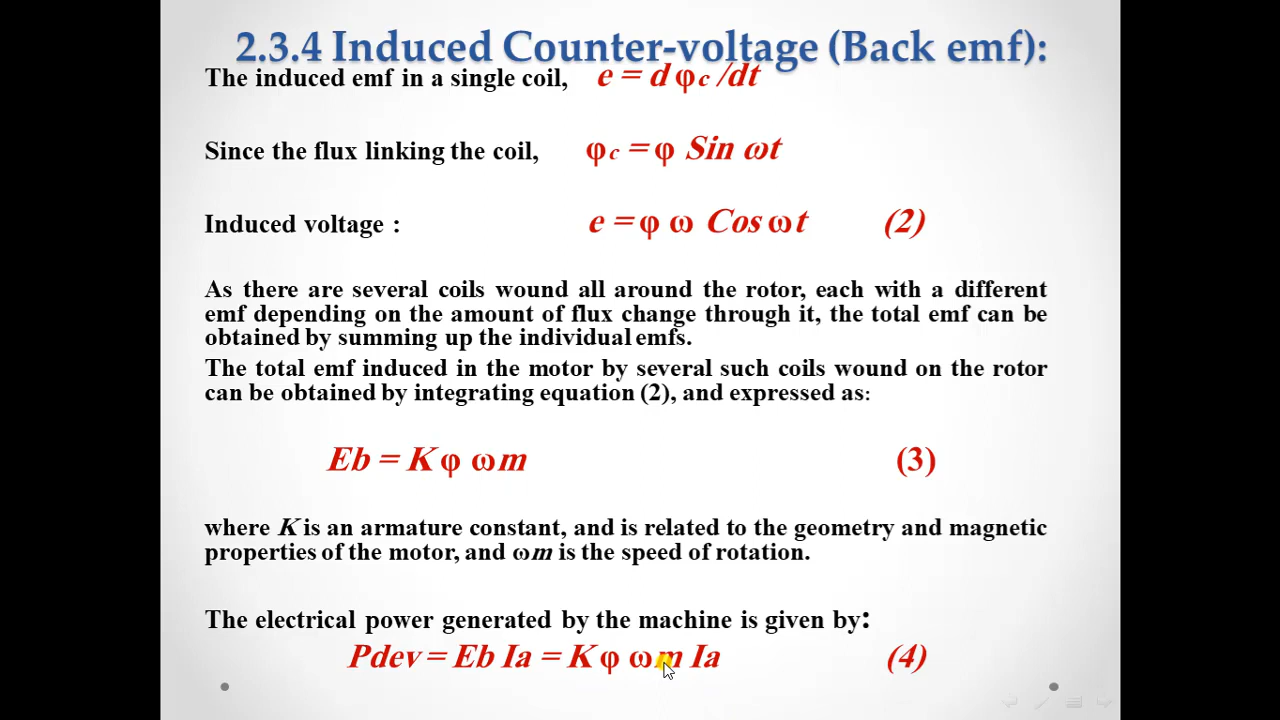 2.3.4 Induced Counter-voltage (Back emf):
The induced emf in a single coil, e = d φc /dt
Since the flux linking the coil, φc = φ Sin ωt
Induced voltage : e = φ ω Cos ωt (2)
As there are several coils wound all around the rotor, each with a different
emf depending on the amount of flux change through it, the total emf can be
obtained by summing up the individual emfs.
The total emf induced in the motor by several such coils wound on the rotor
can be obtained by integrating equation (2), and expressed as:
Eb = K φ ωm (3)
where K is an armature constant, and is related to the geometry and magnetic
properties of the motor, and ωm is the speed of rotation.
The electrical power generated by the machine is given by:
Pdev = Eb Ia = K φ ωm Ia (4)